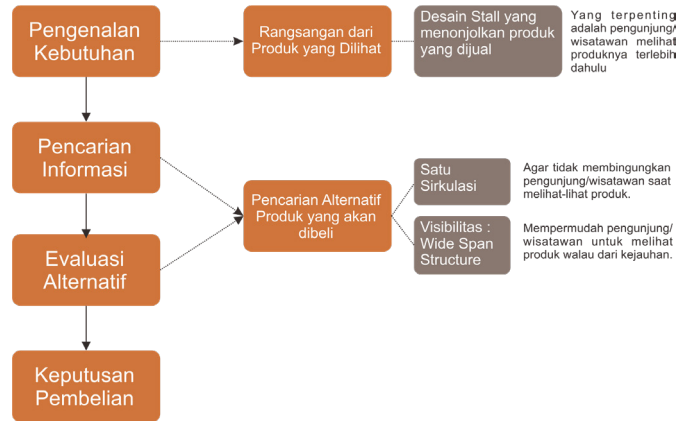 Pengenalan
Kebutuhan
Rangsangan dari
Produk yang Dilihat
Desain Stall yang
menonjolkan produk
yang dijual
Yang terpenting
adalah pengunjung/
wisatawan melihat
produknya terlebih
dahulu
Pencarian
Informasi
Pencarian Alternatif
Produk yang akan
dibeli
Satu
Sirkulasi
Agar tidak membingungkan
pengunjung/wisatawan saat
melihat-lihat produk.
Visibilitas :
Wide Span
Structure
Mempermudah pengunjung/
wisatawan untuk melihat
produk walau dari kejauhan.
Evaluasi
Alternatif
Keputusan
Pembelian